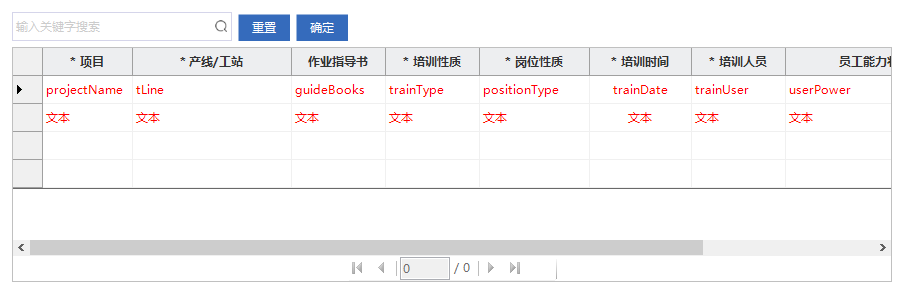 输入关键字搜索 重置 确定
* 项目 * 产线/工站 作业指导书 * 培训性质 * 岗位性质 * 培训时间 * 培训人员 员工能力
projectName tLine guideBooks trainType positionType trainDate trainUser userPower
文本 文本 文本 文本 文本 文本 文本 文本
0 / 0